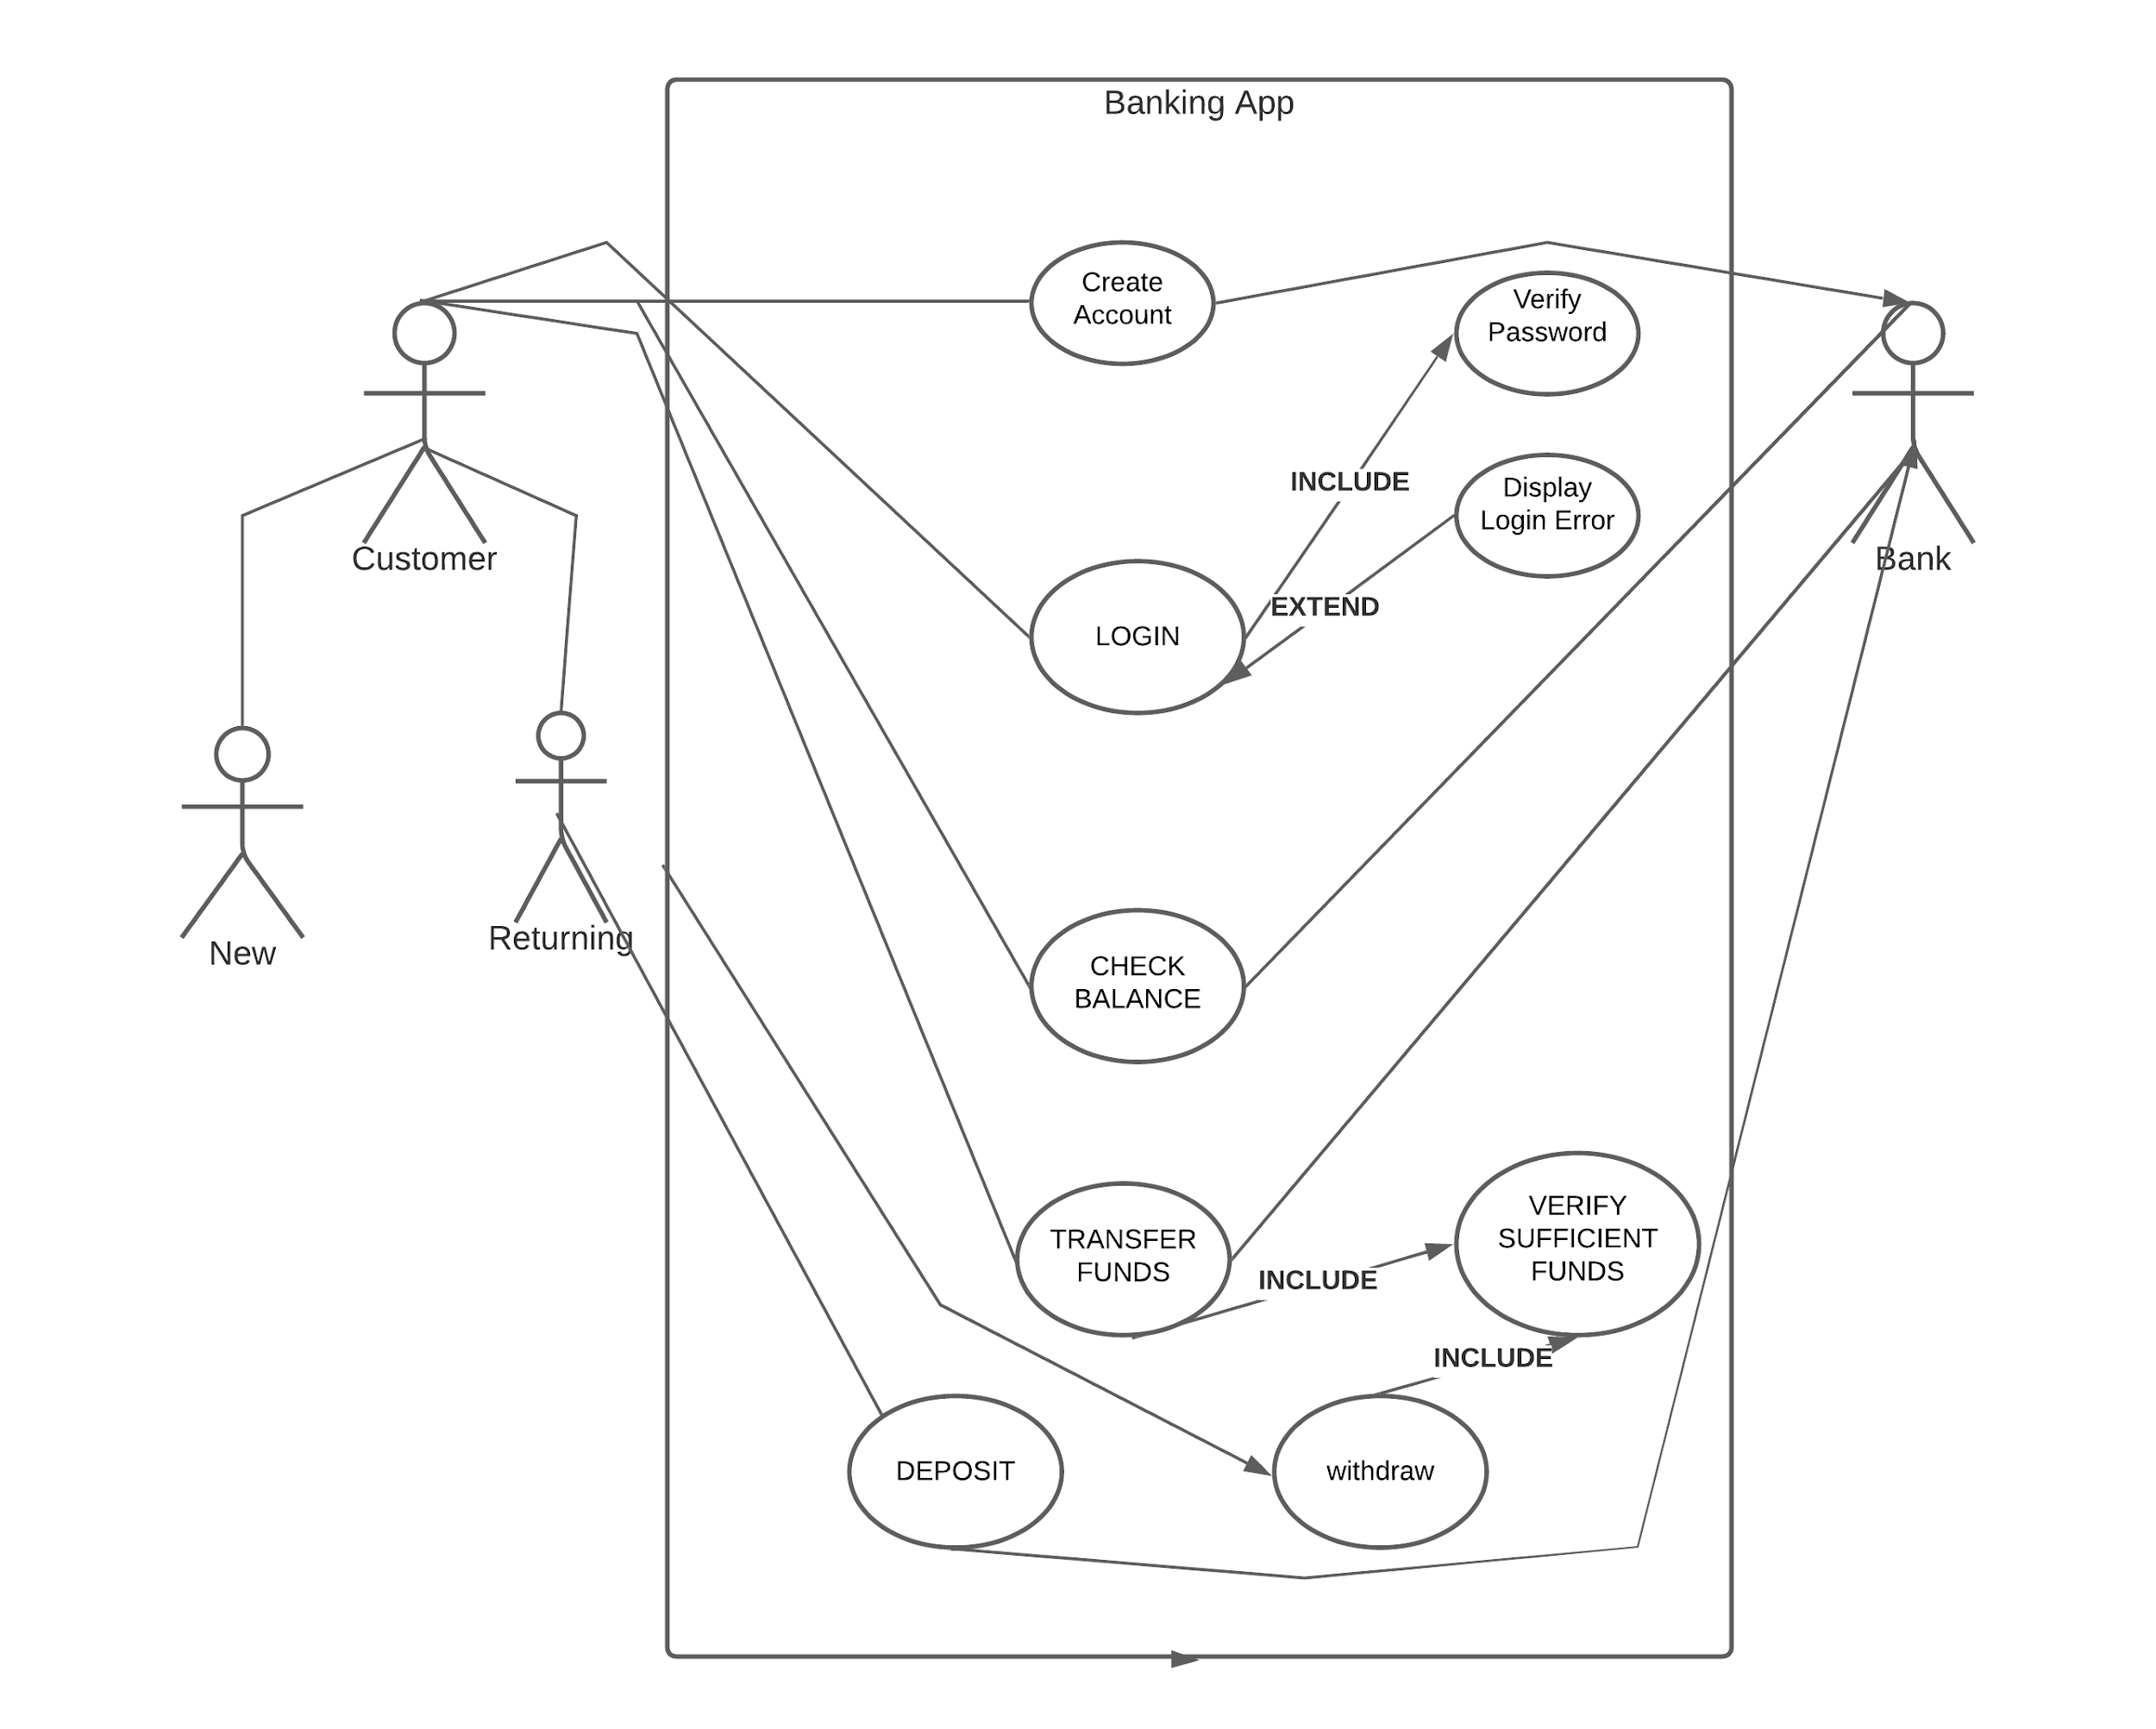 Banking App
Create
Account
Verify
Password
INCLUDE
Display
Login Error
Customer
Bank
EXTEND
LOGIN
New
Returning
CHECK
BALANCE
TRANSFER
FUNDS
VERIFY
SUFFICIENT
FUNDS
INCLUDE
INCLUDE
DEPOSIT
withdraw